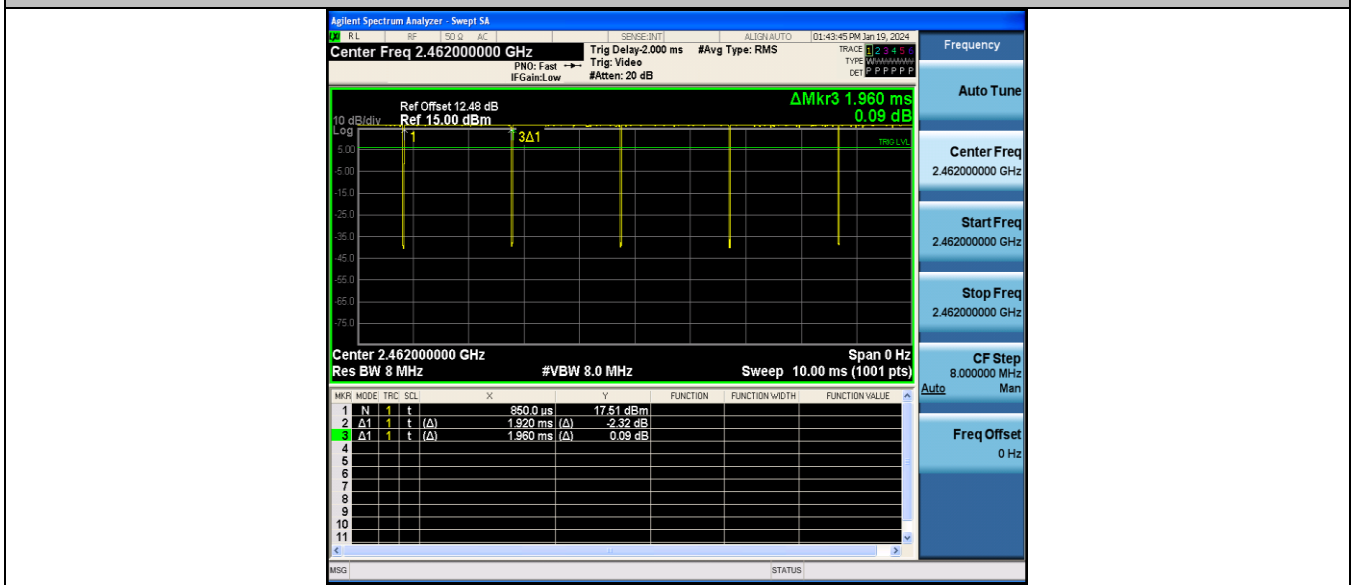 Agilent Spectrum Analyzer - Swept SA
LXI RL RF 50 Ω AC SENSE:INT ALIGNAUTO 01:43:45 PM Jan 19, 2024
Center Freq 2.462000000 GHz
PNO: Fast
IFGain:Low
Trig Delay-2.000 ms
Trig: Video
#Atten: 20 dB
#Avg Type: RMS
TRACE 1 2 3 4 5 6
TYPE
DET P P P P P P
ΔMkr3 1.960 ms
0.09 dB
Ref Offset 12.48 dB
10 dB/div Ref 15.00 dBm
Log
1
3Δ1
TRIG LVL
5.00
-5.00
-15.0
-25.0
-35.0
-45.0
-55.0
-65.0
-75.0
Center 2.462000000 GHz Span 0 Hz
Res BW 8 MHz #VBW 8.0 MHz Sweep 10.00 ms (1001 pts)
MKR MODE TRC SCL X Y FUNCTION FUNCTION WIDTH FUNCTION VALUE
1 N 1 t 850.0 µs 17.51 dBm
2 Δ1 1 t (Δ) 1.920 ms (Δ) -2.32 dB
3 Δ1 1 t (Δ) 1.960 ms (Δ) 0.09 dB
4
5
6
7
8
9
10
11
MSG STATUS
Frequency
Auto Tune
Center Freq
2.462000000 GHz
Start Freq
2.462000000 GHz
Stop Freq
2.462000000 GHz
CF Step
8.000000 MHz
Auto Man
Freq Offset
0 Hz